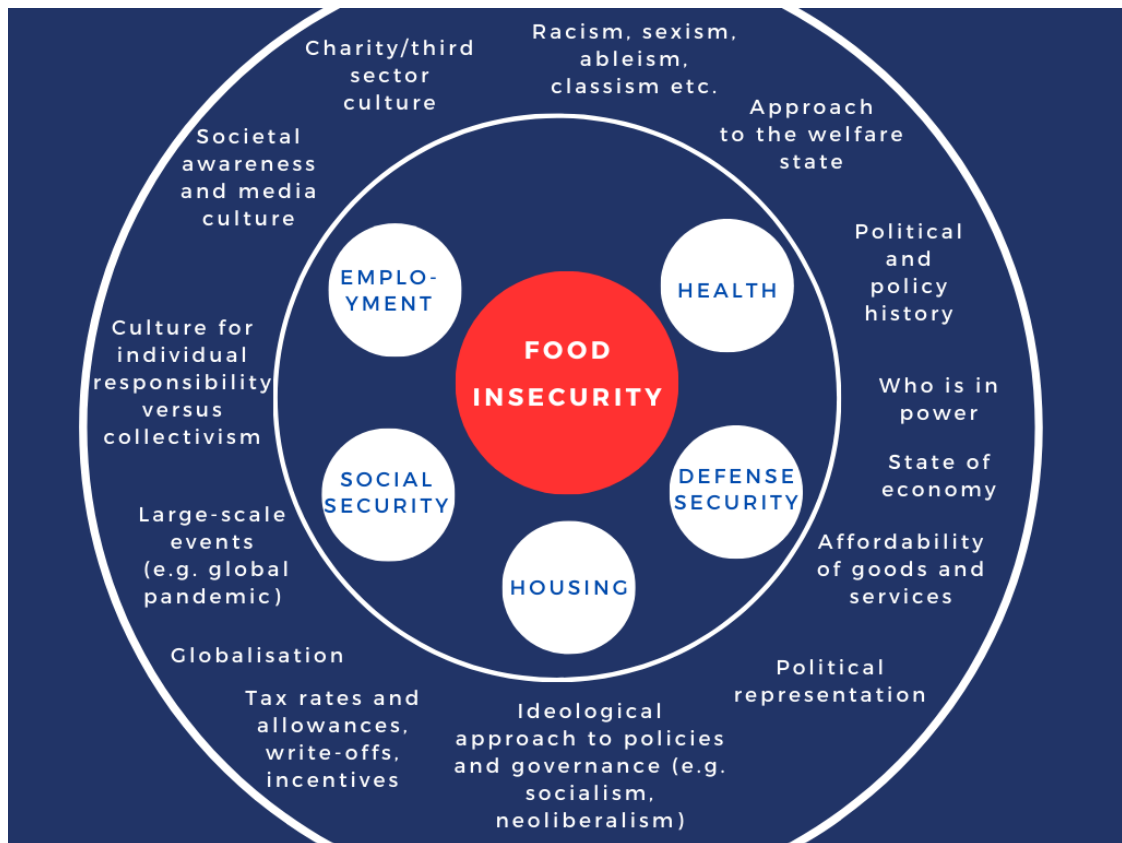 Charity/third
sector
culture
Racism, sexism,
ableism,
classism etc.
Approach
to the welfare
state
Societal
awareness
and media
culture
Political
and
policy
history
EMPLO-
YMENT
HEALTH
FOOD
INSECURITY
Culture for
individual
responsibility
versus
collectivism
Who is in
power
State of
economy
SOCIAL
SECURITY
DEFENSE
SECURITY
Large-scale
events
(e.g. global
pandemic)
Affordability
of goods and
services
HOUSING
Globalisation
Political
representation
Tax rates and
allowances,
write-offs,
incentives
Ideological
approach to policies
and governance (e.g.
socialism,
neoliberalism)